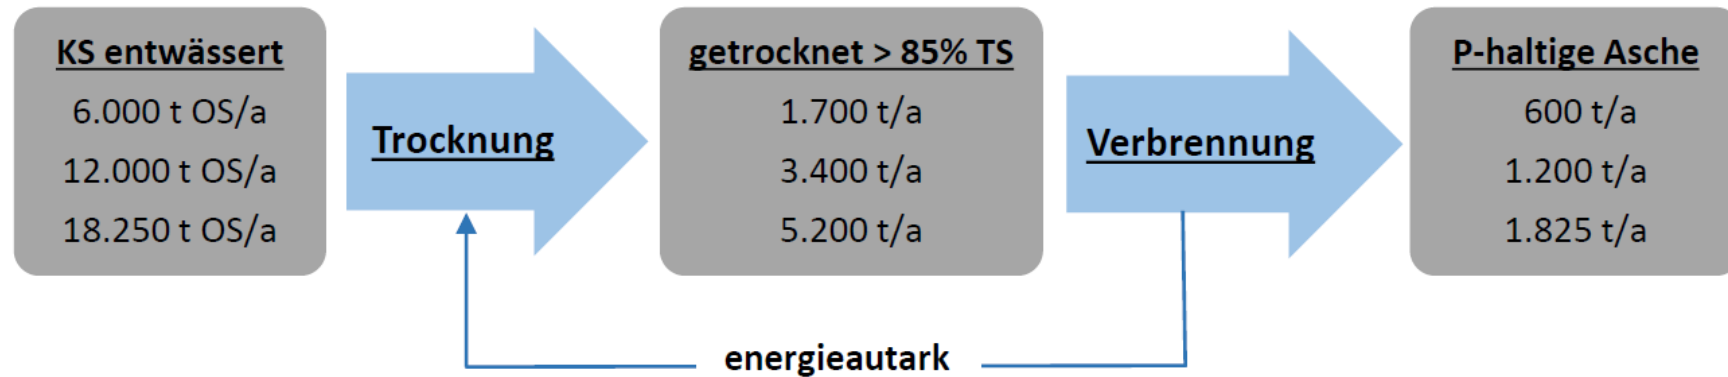 KS entwässert
6.000 t OS/a
12.000 t OS/a
18.250 t OS/a
Trocknung
getrocknet > 85% TS
1.700 t/a
3.400 t/a
5.200 t/a
Verbrennung
P-haltige Asche
600 t/a
1.200 t/a
1.825 t/a
energieautark